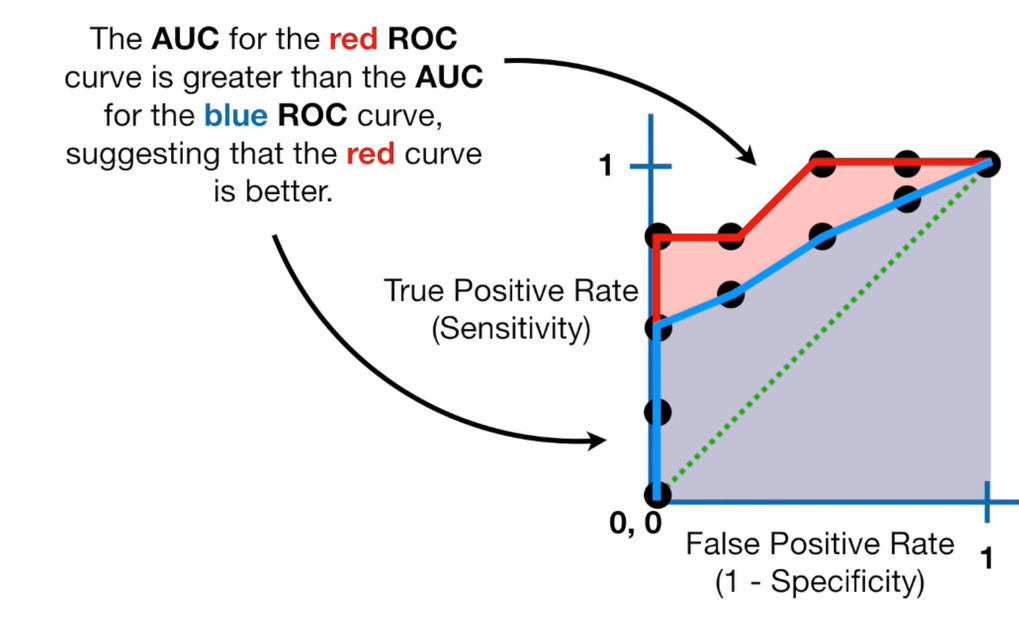 The AUC for the red ROC
curve is greater than the AUC
for the blue ROC curve,
suggesting that the red curve
is better.
1
True Positive Rate
(Sensitivity)
0, 0
False Positive Rate
(1 - Specificity)
1